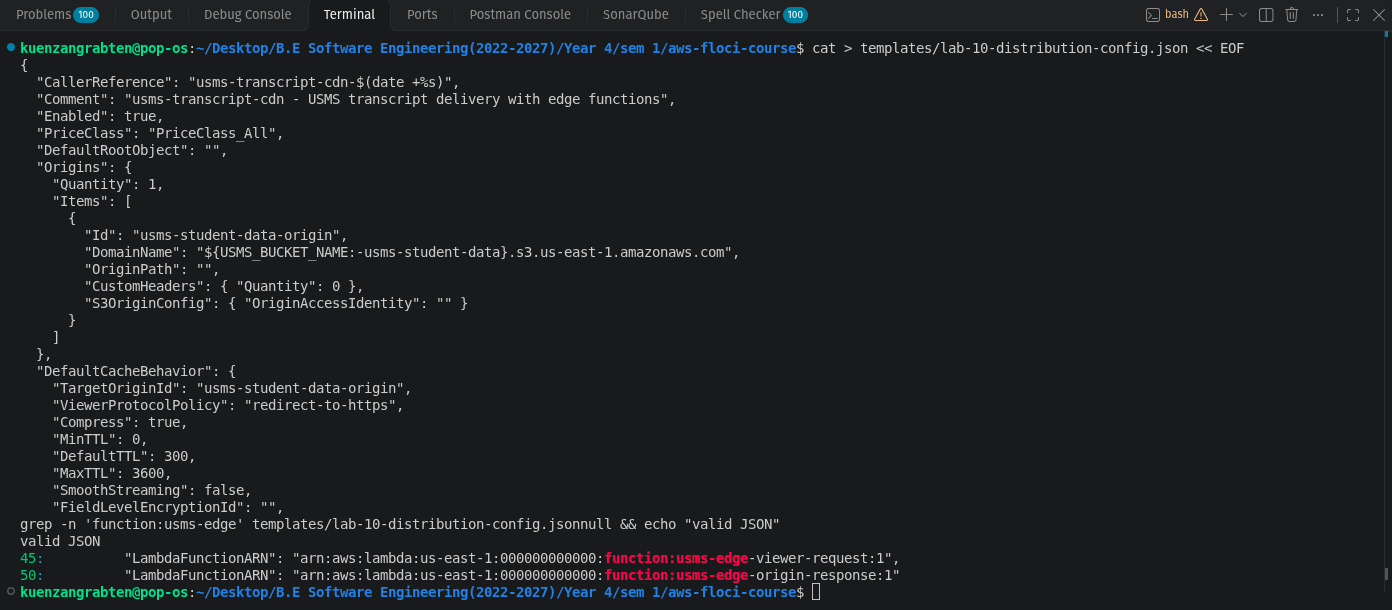 Problems 100 Output Debug Console Terminal Ports Postman Console SonarQube Spell Checker 100 bash
kuenzangrabten@pop-os:~/Desktop/B.E Software Engineering(2022-2027)/Year 4/sem 1/aws-floci-course$ cat > templates/lab-10-distribution-config.json << EOF
{
  "CallerReference": "usms-transcript-cdn-$(date +%s)",
  "Comment": "usms-transcript-cdn - USMS transcript delivery with edge functions",
  "Enabled": true,
  "PriceClass": "PriceClass_All",
  "DefaultRootObject": "",
  "Origins": {
    "Quantity": 1,
    "Items": [
      {
        "Id": "usms-student-data-origin",
        "DomainName": "${USMS_BUCKET_NAME:-usms-student-data}.s3.us-east-1.amazonaws.com",
        "OriginPath": "",
        "CustomHeaders": { "Quantity": 0 },
        "S3OriginConfig": { "OriginAccessIdentity": "" }
      }
    ]
  },
  "DefaultCacheBehavior": {
    "TargetOriginId": "usms-student-data-origin",
    "ViewerProtocolPolicy": "redirect-to-https",
    "Compress": true,
    "MinTTL": 0,
    "DefaultTTL": 300,
    "MaxTTL": 3600,
    "SmoothStreaming": false,
    "FieldLevelEncryptionId": "",
grep -n 'function:usms-edge' templates/lab-10-distribution-config.jsonnull && echo "valid JSON"
valid JSON
45:          "LambdaFunctionARN": "arn:aws:lambda:us-east-1:000000000000:function:usms-edge-viewer-request:1",
50:          "LambdaFunctionARN": "arn:aws:lambda:us-east-1:000000000000:function:usms-edge-origin-response:1"
kuenzangrabten@pop-os:~/Desktop/B.E Software Engineering(2022-2027)/Year 4/sem 1/aws-floci-course$